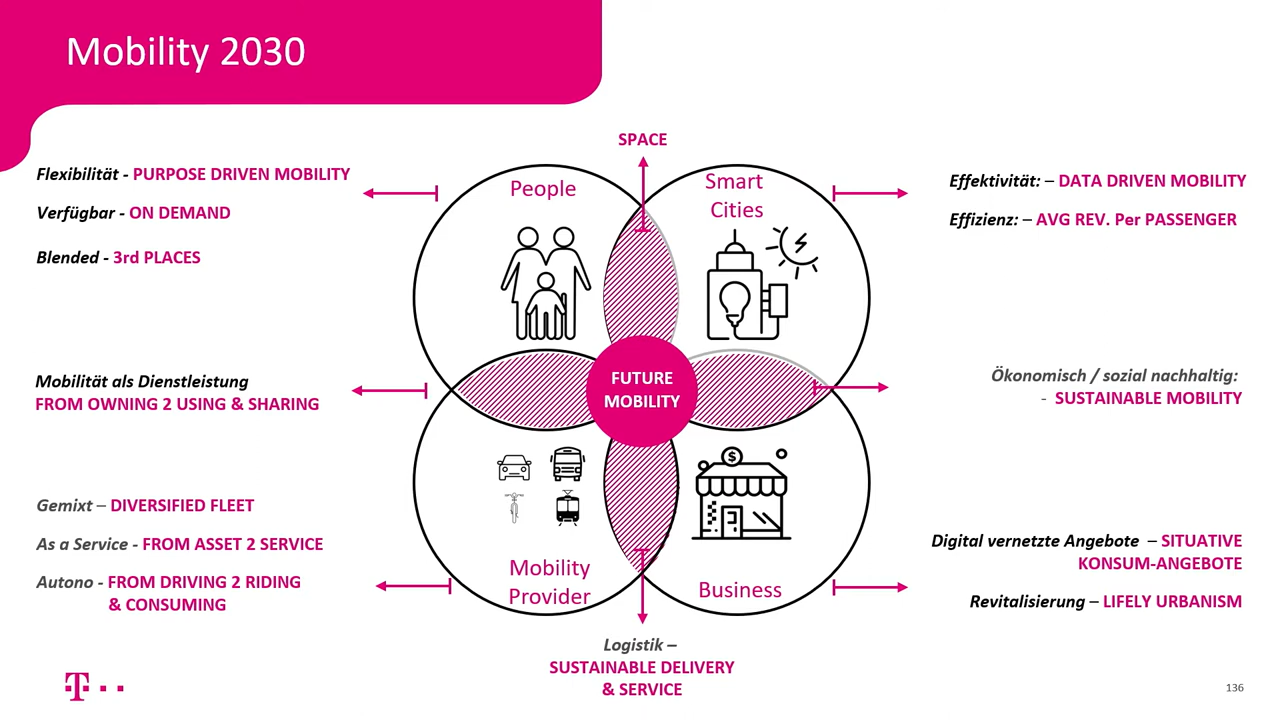 Mobility 2030
SPACE
Flexibilität - PURPOSE DRIVEN MOBILITY
Verfügbar - ON DEMAND
Blended - 3rd PLACES
People
Smart
Cities
Effektivität: – DATA DRIVEN MOBILITY
Effizienz: – AVG REV. Per PASSENGER
Mobilität als Dienstleistung
FROM OWNING 2 USING & SHARING
FUTURE
MOBILITY
Ökonomisch / sozial nachhaltig:
- SUSTAINABLE MOBILITY
$
Gemixt – DIVERSIFIED FLEET
As a Service - FROM ASSET 2 SERVICE
Autono - FROM DRIVING 2 RIDING
& CONSUMING
Mobility
Provider
Business
Digital vernetzte Angebote – SITUATIVE
KONSUM-ANGEBOTE
Revitalisierung – LIFELY URBANISM
Logistik –
SUSTAINABLE DELIVERY
& SERVICE
T
136